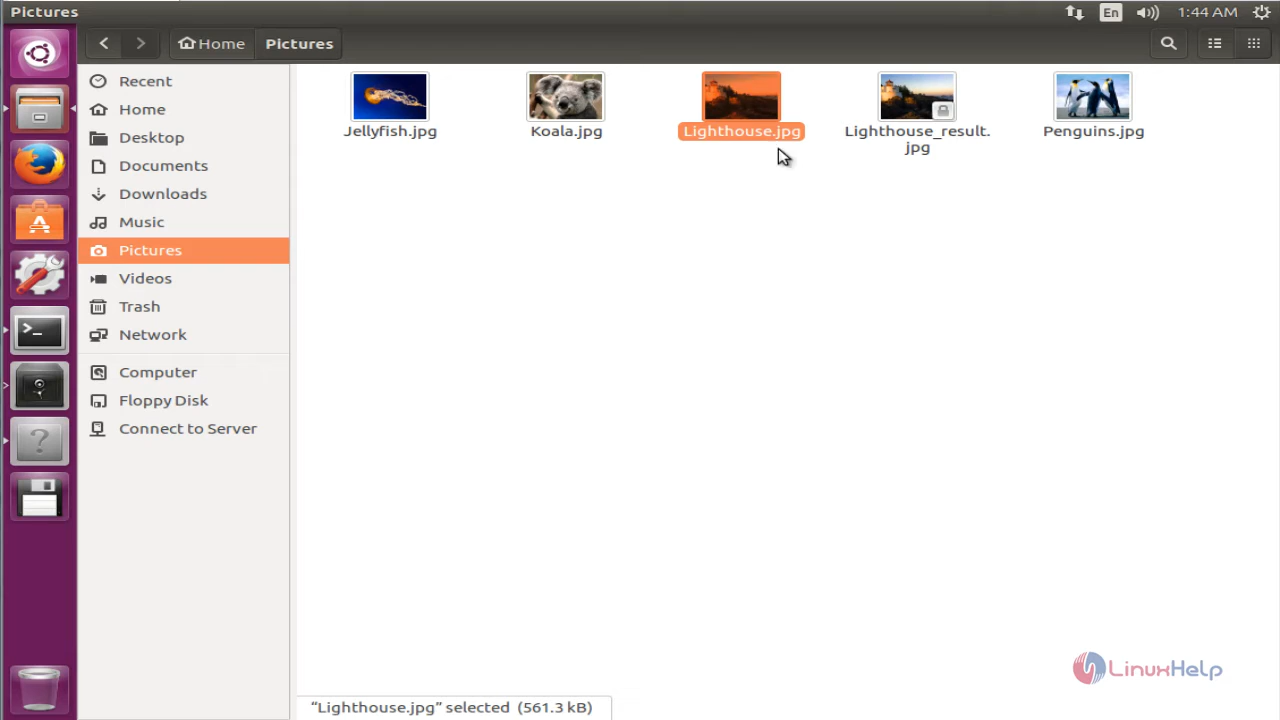 Pictures
En
1:44 AM
Home
Pictures
Recent
Home
Desktop
Documents
Downloads
Music
Pictures
Videos
Trash
Network
Computer
Floppy Disk
Connect to Server
Jellyfish.jpg
Koala.jpg
Lighthouse.jpg
Lighthouse_result.
jpg
Penguins.jpg
LinuxHelp
“Lighthouse.jpg” selected (561.3 kB)